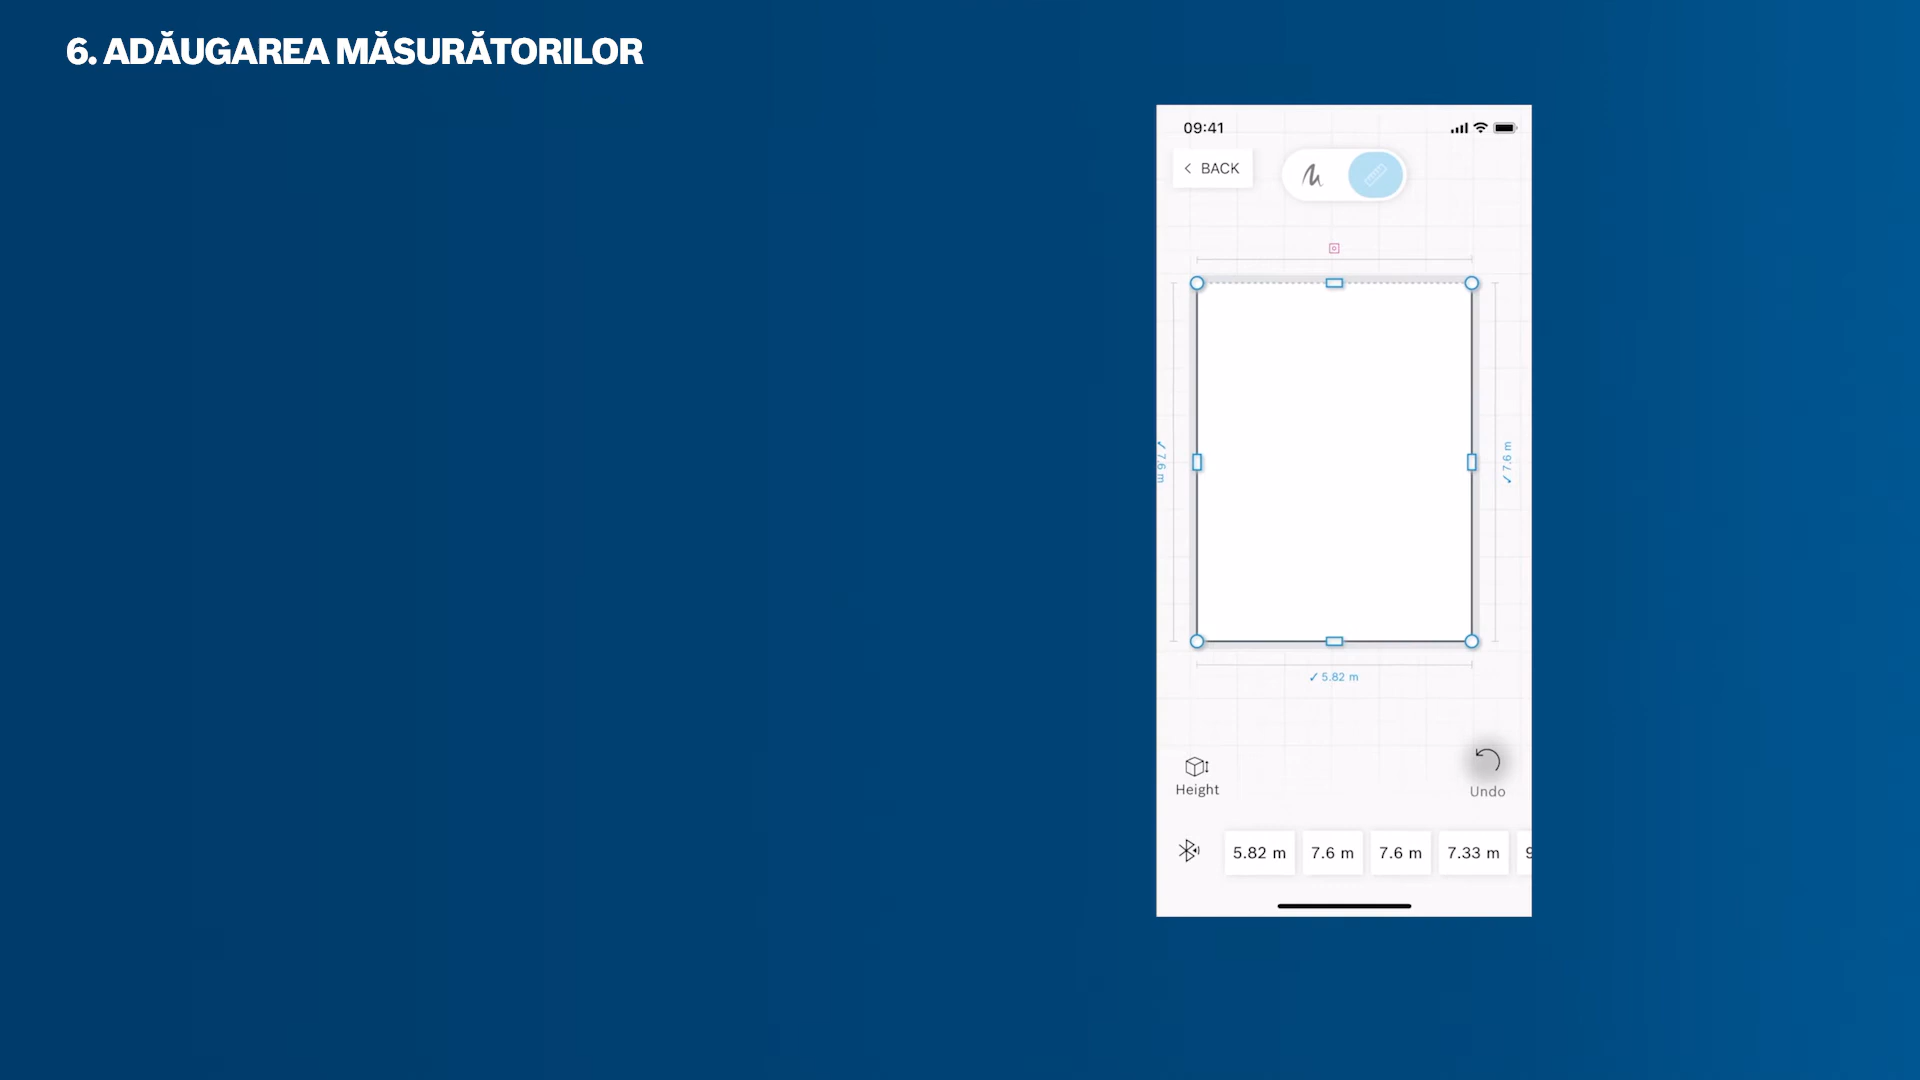 6. ADĂUGAREA MĂSURĂTORILOR
09:41
BACK
✓ 7.6 m
✓ 7.6 m
✓ 5.82 m
Height
Undo
5.82 m 7.6 m 7.6 m 7.33 m